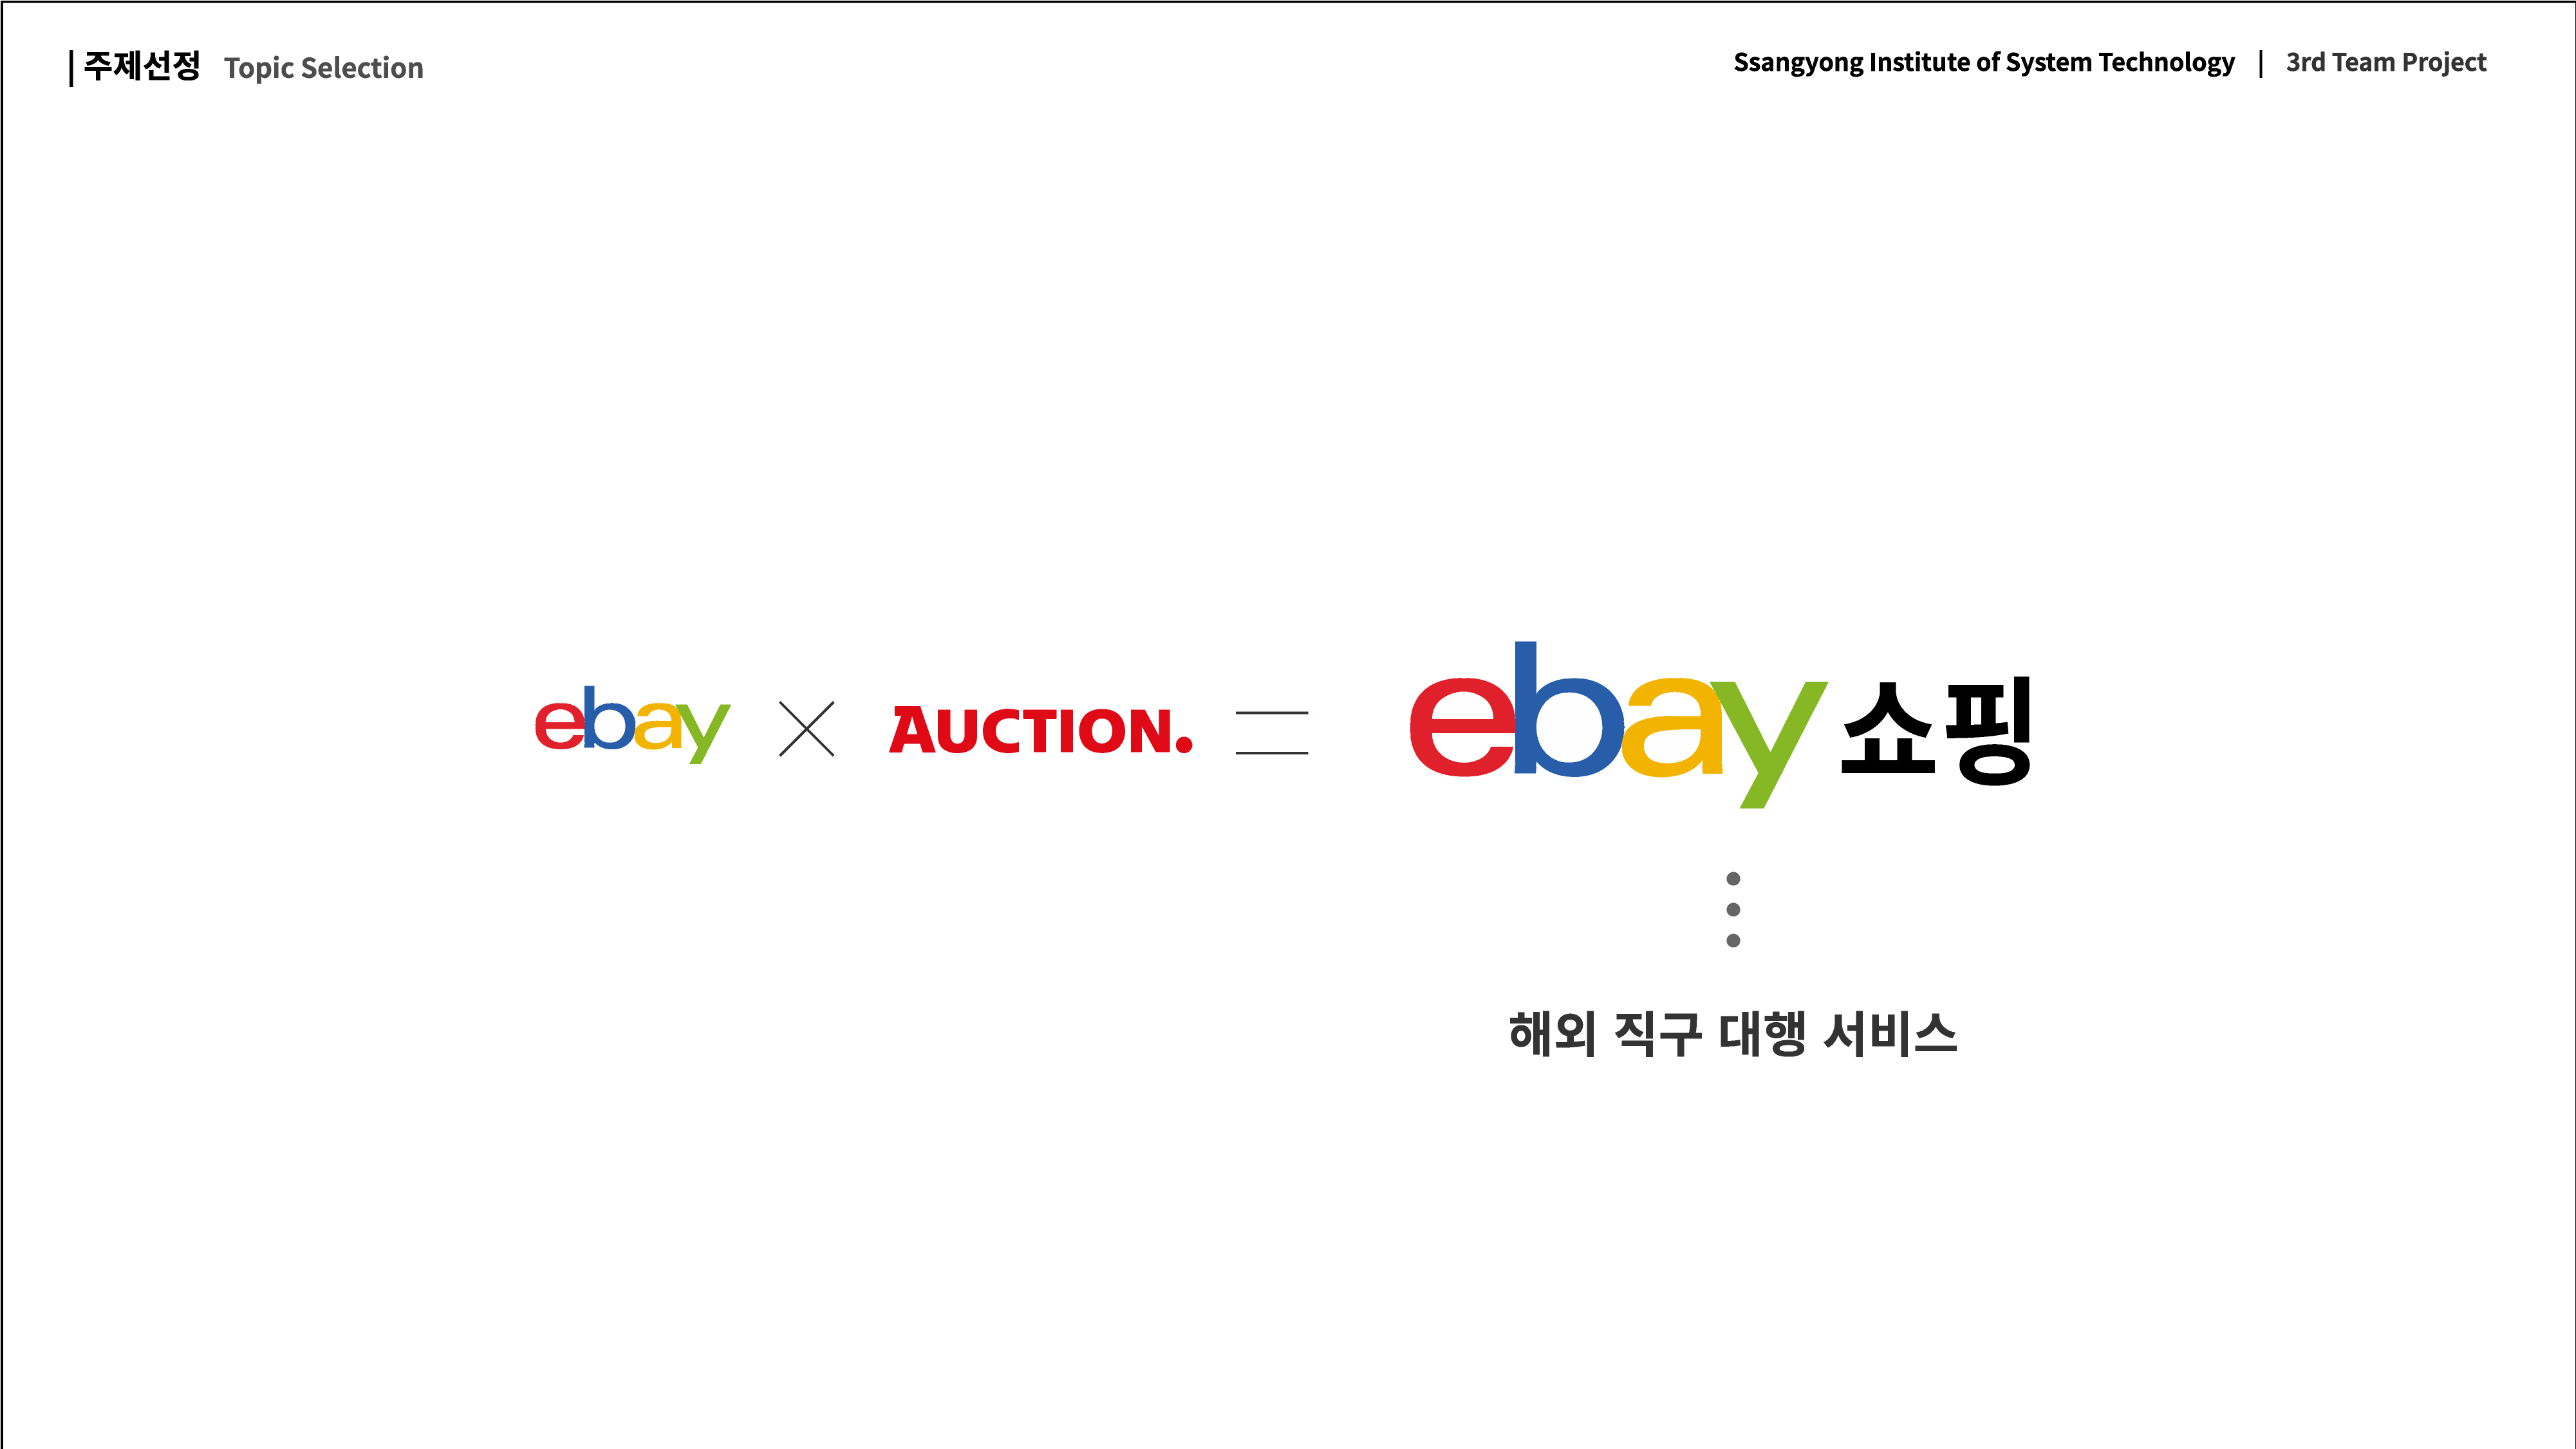 주제선정 Topic Selection
Ssangyong Institute of System Technology | 3rd Team Project
ebay × AUCTION. = ebay 쇼핑
해외 직구 대행 서비스